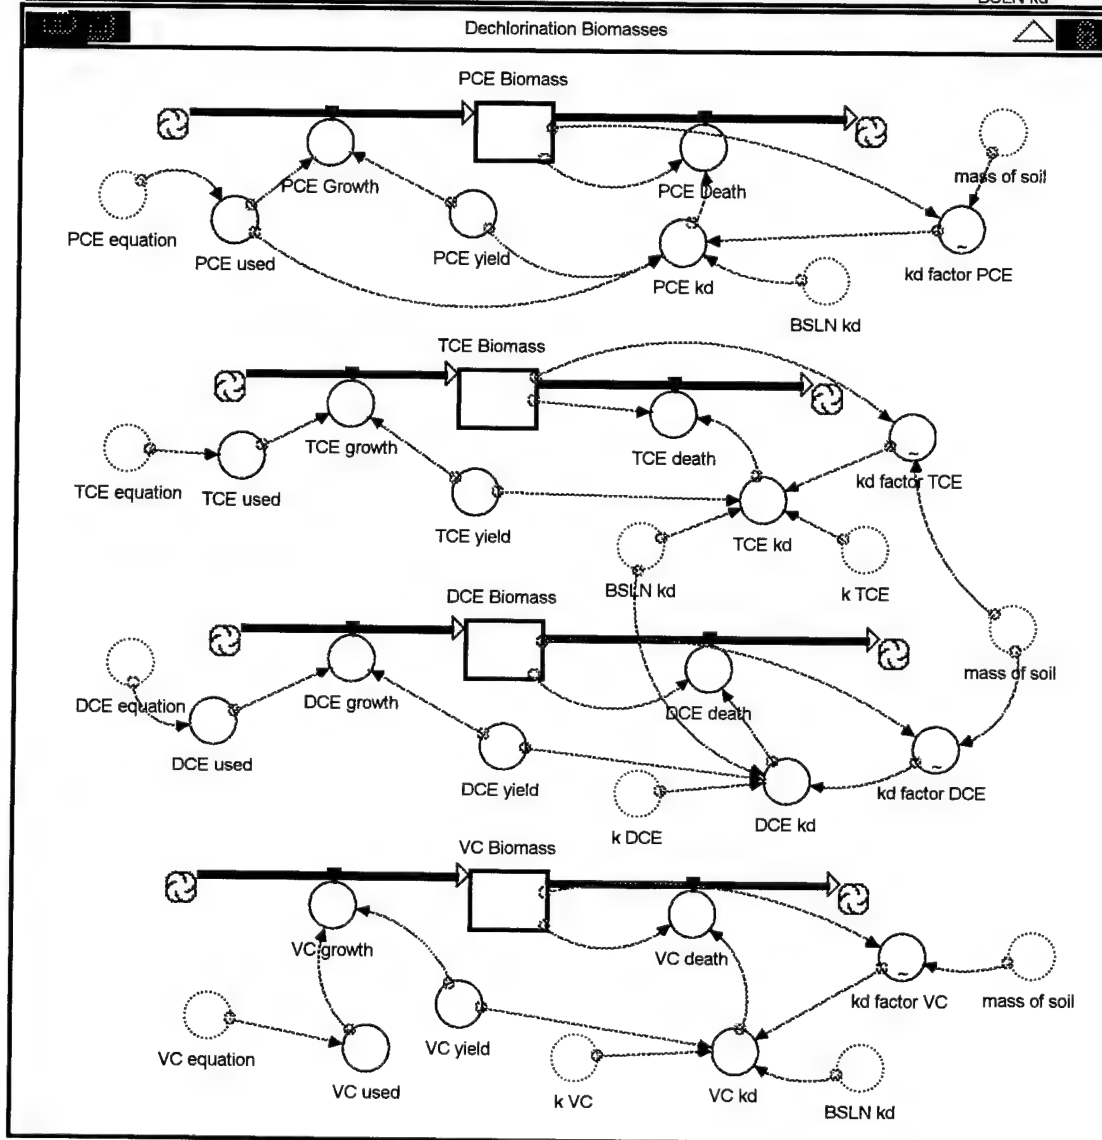 BSLN kd
Dechlorination Biomasses
PCE Biomass
PCE Growth
PCE Death
mass of soil
PCE equation
PCE used
PCE yield
PCE kd
kd factor PCE
BSLN kd
TCE Biomass
TCE growth
TCE death
kd factor TCE
TCE equation
TCE used
TCE yield
TCE kd
BSLN kd
k TCE
DCE Biomass
mass of soil
DCE equation
DCE growth
DCE death
DCE used
DCE yield
kd factor DCE
k DCE
DCE kd
VC Biomass
VC growth
VC death
kd factor VC
mass of soil
VC equation
VC yield
VC used
k VC
VC kd
BSLN kd